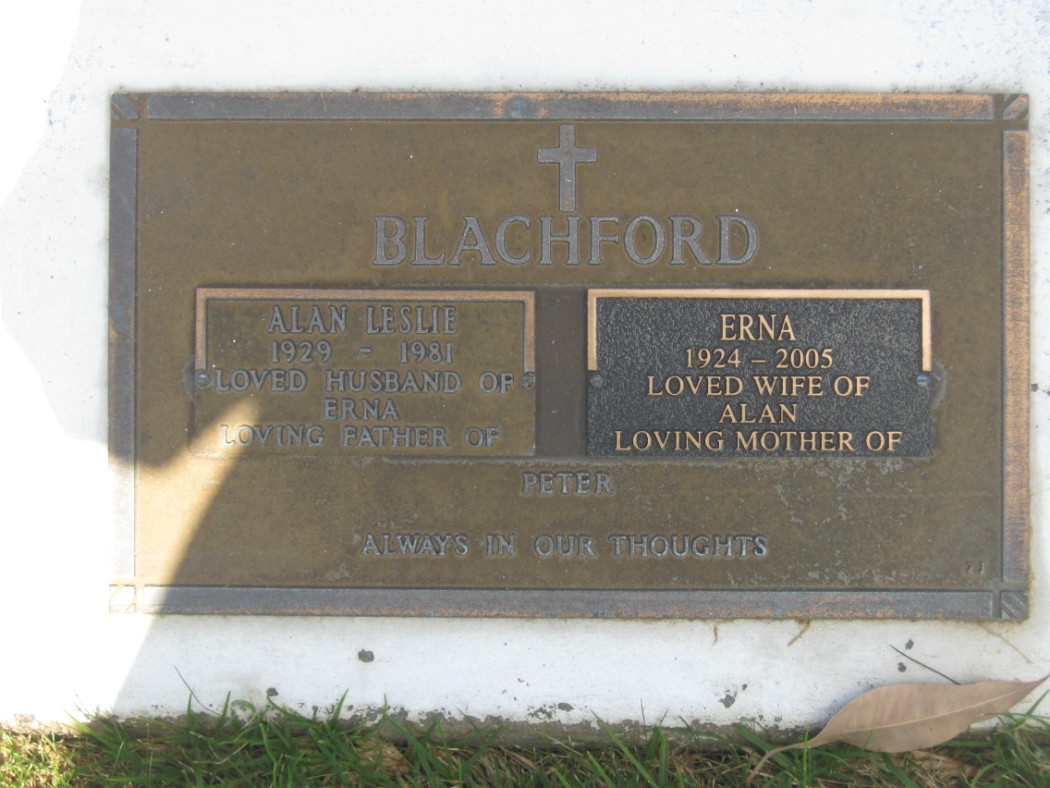 BLACHFORD
ALAN LESLIE
1929 - 1981
LOVED HUSBAND OF
ERNA
LOVING FATHER OF
ERNA
1924 – 2005
LOVED WIFE OF
ALAN
LOVING MOTHER OF
PETER
ALWAYS IN OUR THOUGHTS